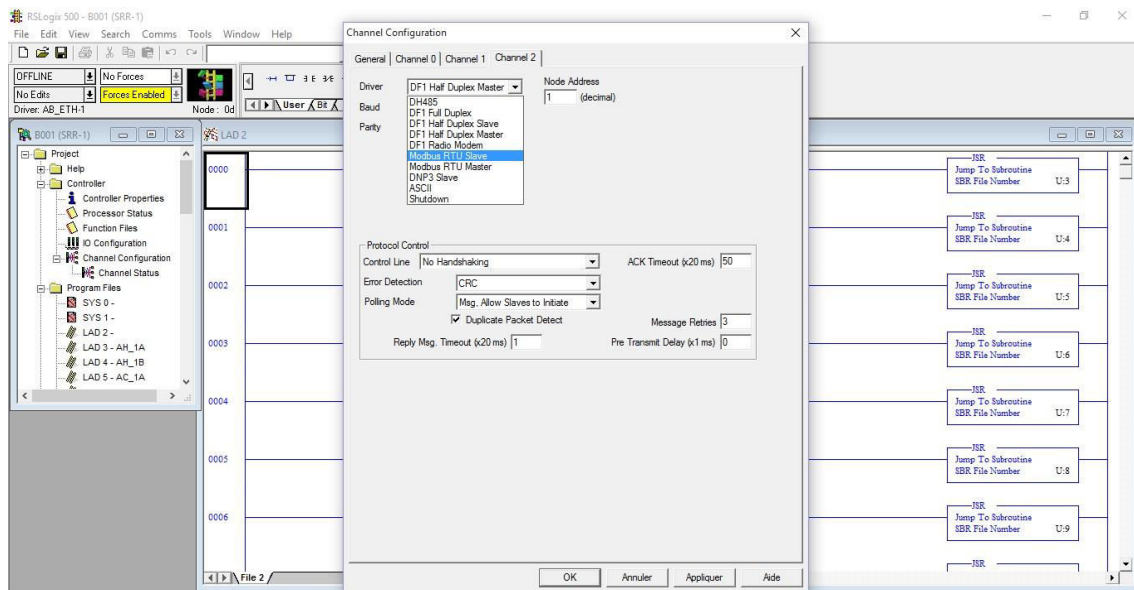 RSLogix 500 - B001 (SRR-1)
File Edit View Search Comms Tools Window Help
OFFLINE No Forces
No Edits Forces Enabled
Driver: AB_ETH-1 Node : 0d
User Bit
B001 (SRR-1)
Project
Help
Controller
Controller Properties
Processor Status
Function Files
IO Configuration
Channel Configuration
Channel Status
Program Files
SYS 0 -
SYS 1 -
LAD 2 -
LAD 3 - AH_1A
LAD 4 - AH_1B
LAD 5 - AC_1A
LAD 2
0000
0001
0002
0003
0004
0005
0006
File 2
Channel Configuration
General Channel 0 Channel 1 Channel 2
Driver DF1 Half Duplex Master
Baud
Parity
DH485
DF1 Full Duplex
DF1 Half Duplex Slave
DF1 Half Duplex Master
DF1 Radio Modem
Modbus RTU Slave
Modbus RTU Master
DNP3 Slave
ASCII
Shutdown
Node Address
1 (decimal)
Protocol Control
Control Line No Handshaking ACK Timeout (x20 ms) 50
Error Detection CRC
Polling Mode Msg. Allow Slaves to Initiate
Duplicate Packet Detect Message Retries 3
Reply Msg. Timeout (x20 ms) 1 Pre Transmit Delay (x1 ms) 0
OK Annuler Appliquer Aide
JSR
Jump To Subroutine
SBR File Number U:3
JSR
Jump To Subroutine
SBR File Number U:4
JSR
Jump To Subroutine
SBR File Number U:5
JSR
Jump To Subroutine
SBR File Number U:6
JSR
Jump To Subroutine
SBR File Number U:7
JSR
Jump To Subroutine
SBR File Number U:8
JSR
Jump To Subroutine
SBR File Number U:9
JSR